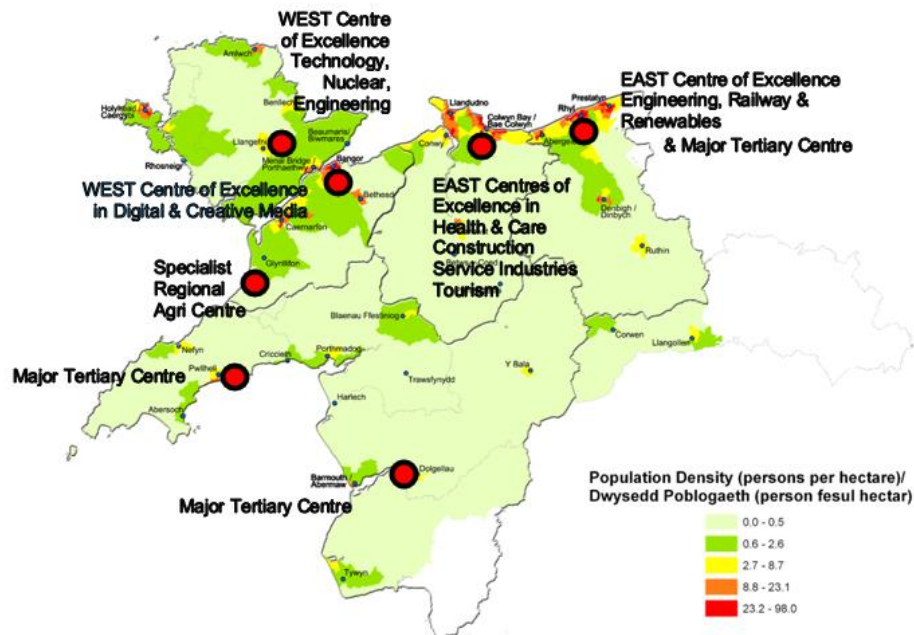 WEST Centre
of Excellence
Technology,
Nuclear,
Engineering
EAST Centre of Excellence
Engineering, Railway &
Renewables
& Major Tertiary Centre
WEST Centre of Excellence
in Digital & Creative Media
EAST Centres of
Excellence in
Health & Care
Construction
Service Industries
Tourism
Specialist
Regional
Agri Centre
Major Tertiary Centre
Major Tertiary Centre
Amlwch
Benllech
Holyhead
Caergybi
Llangefni
Beaumaris/
Biwmares
Rhosneigr
Menai Bridge /
Porthaethwy
Bangor
Bethesda
Caernarfon
Glynllifon
Llandudno
Colwyn Bay /
Bae Colwyn
Conwy
Prestatyn
Rhyl
Abergele
Denbigh /
Dinbych
Ruthin
Blaenau Ffestiniog
Corwen
Llangollen
Nefyn
Criccieth
Porthmadog
Pwllheli
Abersoch
Trawsfynydd
Y Bala
Harlech
Dolgellau
Barmouth /
Abermaw
Tywyn
Population Density (persons per hectare)/
Dwysedd Poblogaeth (person fesul hectar)
0.0 - 0.5
0.6 - 2.6
2.7 - 8.7
8.8 - 23.1
23.2 - 98.0